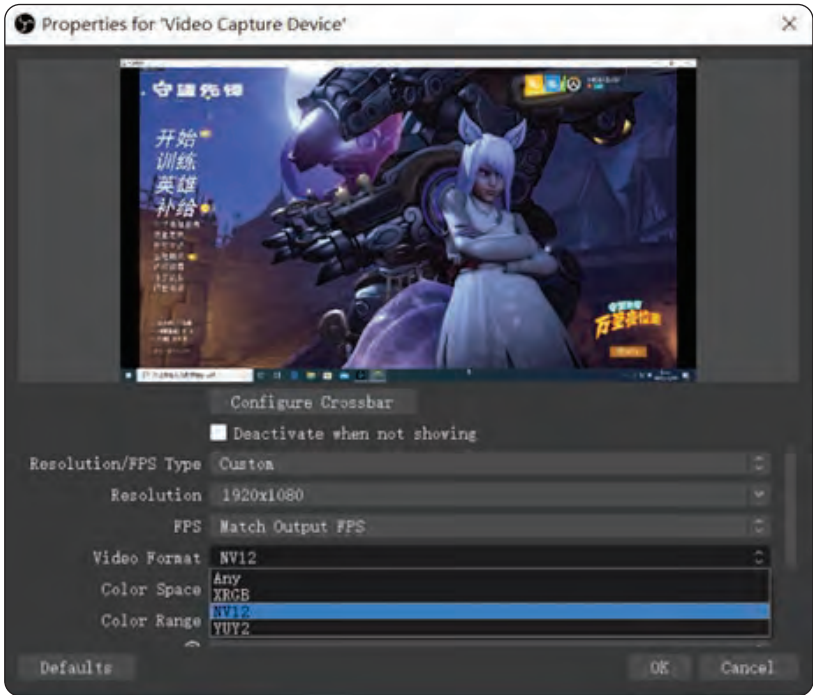 Properties for 'Video Capture Device'
守望先锋
开始
训练
英雄
补给
Configure Crossbar
Deactivate when not showing
Resolution/FPS Type Custom
Resolution 1920x1080
FPS Match Output FPS
Video Format NV12
Any
Color Space
XRGB
NV12
Color Range
YUY2
Defaults OK Cancel